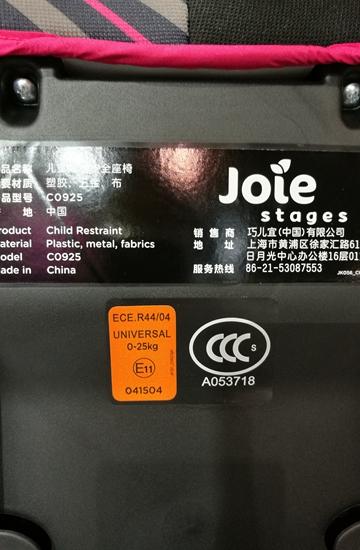 品名称 儿童 全座椅
要材质 塑胶、五金、布
品型号 C0925
地 中国
roduct Child Restraint
aterial Plastic, metal, fabrics
odel C0925
ade in China
Joie
stages
销售商 巧儿宜(中国)有限公司
地址 上海市黄浦区徐家汇路61
日月光中心办公楼16层01
服务热线 86-21-53087553
ECE.R44/04
UNIVERSAL
0-25kg
E11
041504
CCC S
A053718